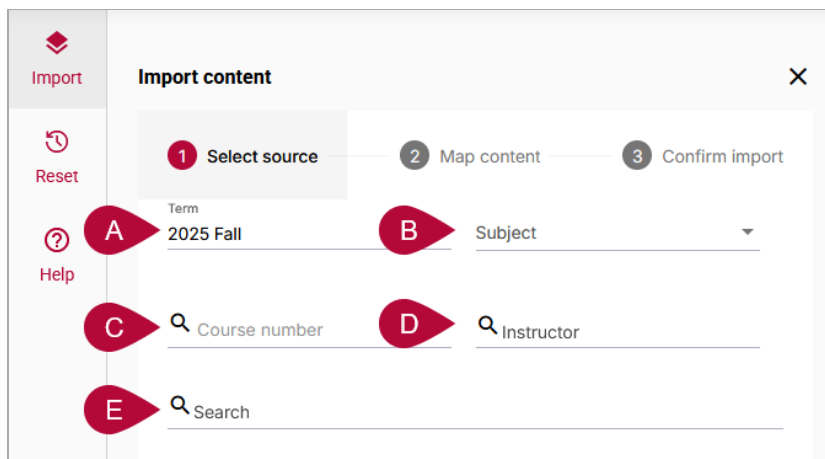 Import
Reset
Help
Import content
1 Select source
2 Map content
3 Confirm import
Term
A 2025 Fall
B Subject
C Course number
D Instructor
E Search